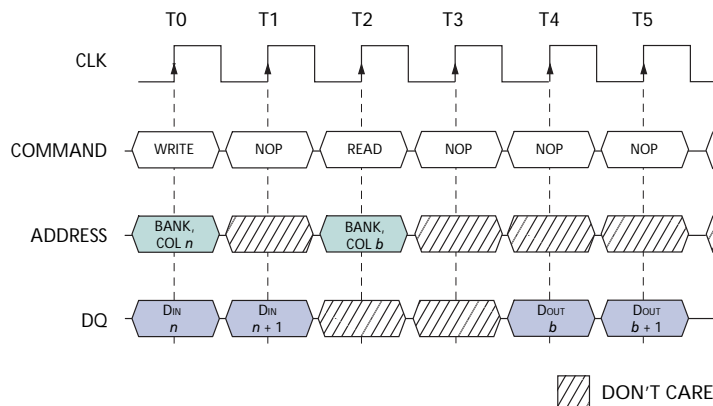 T0 T1 T2 T3 T4 T5
CLK
COMMAND WRITE NOP READ NOP NOP NOP
ADDRESS BANK, COL n BANK, COL b
DQ DIN n DIN n + 1 DOUT b DOUT b + 1
DON'T CARE